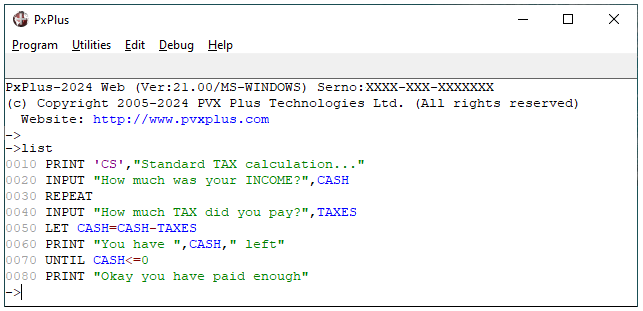 PxPlus
Program Utilities Edit Debug Help
PxPlus-2024 Web (Ver:21.00/MS-WINDOWS) Serno:XXXX-XXX-XXXXXXX
(c) Copyright 2005-2024 PVX Plus Technologies Ltd. (All rights reserved)
Website: http://www.pvxplus.com
->
->list
0010 PRINT 'CS',"Standard TAX calculation..."
0020 INPUT "How much was your INCOME?",CASH
0030 REPEAT
0040 INPUT "How much TAX did you pay?",TAXES
0050 LET CASH=CASH-TAXES
0060 PRINT "You have ",CASH," left"
0070 UNTIL CASH<=0
0080 PRINT "Okay you have paid enough"
->